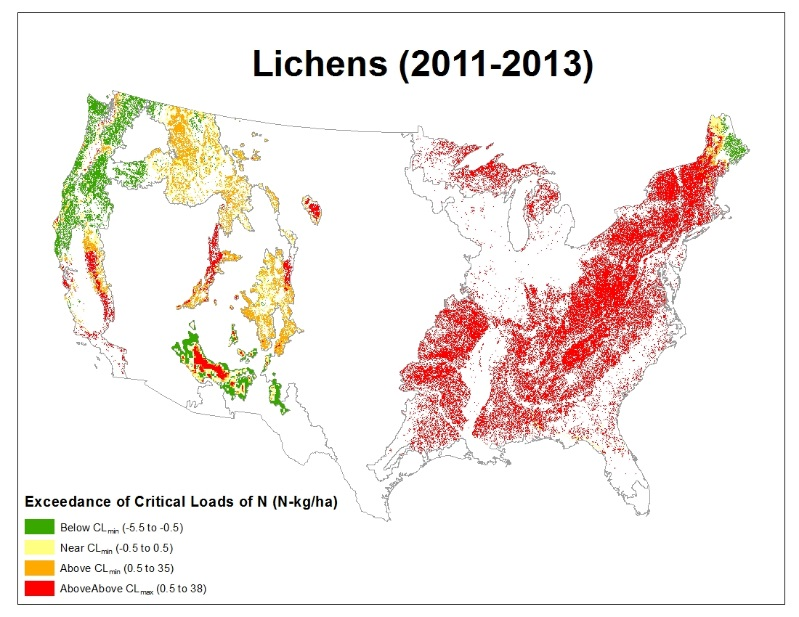 Lichens (2011-2013)
Exceedance of Critical Loads of N (N-kg/ha)
Below CLmin (-5.5 to -0.5)
Near CLmin (-0.5 to 0.5)
Above CLmin (0.5 to 35)
AboveAbove CLmax (0.5 to 38)